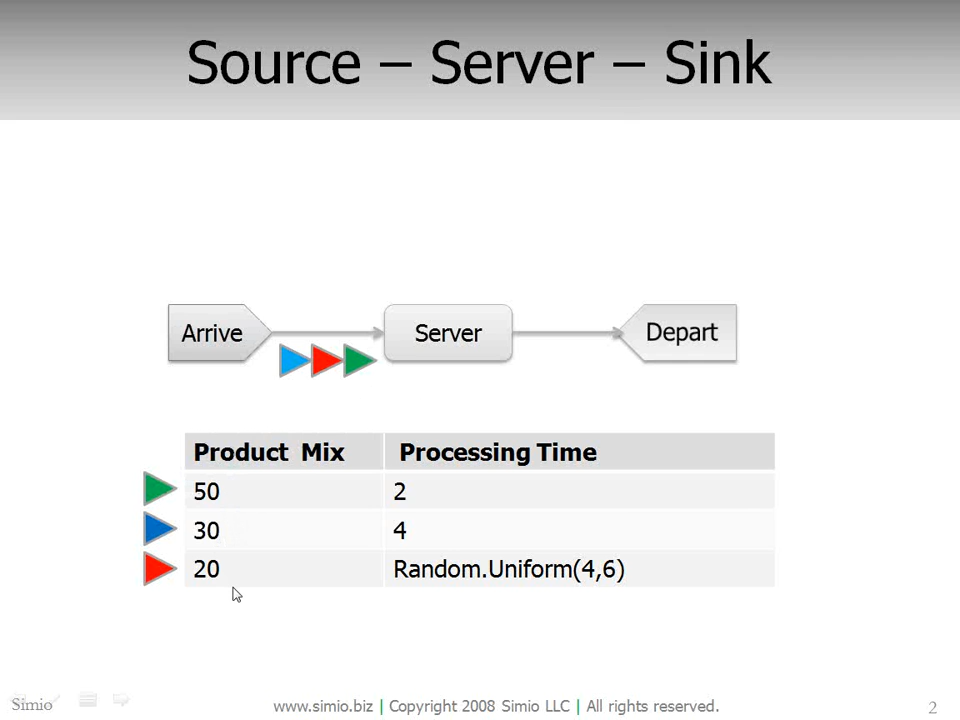 Source – Server – Sink
Arrive
Server
Depart
Product Mix Processing Time
50 2
30 4
20 Random.Uniform(4,6)
Simio www.simio.biz | Copyright 2008 Simio LLC | All rights reserved. 2